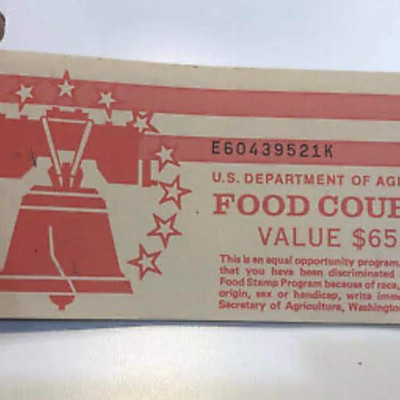 E60439521K
U.S. DEPARTMENT OF AG
FOOD COU
VALUE $65
This is an equal opportunity program.
that you have been discriminated
Food Stamp Program because of race,
origin, sex or handicap, write imm
Secretary of Agriculture, Washington